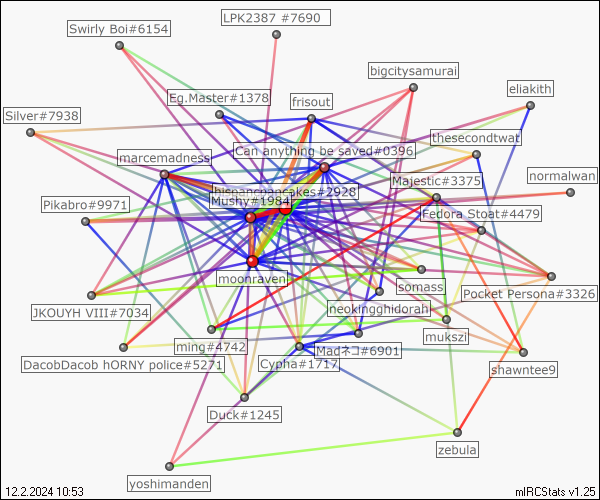 LPK2387 #7690
Swirly Boi#6154
bigcitysamurai
eliakith
Eg.Master#1378
frisout
Silver#7938
thesecondtwat
Can anything be saved#0396
marcemadness
normalwan
Majestic#3375
hispancpancakes#2928
Mushy#1984
Pikabro#9971
Fedora Stoat#4479
moonraven
somass
Pocket Persona#3326
neokingghidorah
JKOUYH VIII#7034
mukszi
ming#4742
Madネコ#6901
Cypha#1717
DacobDacob hORNY police#5271
shawntee9
Duck#1245
zebula
yoshimanden
12.2.2024 10:53
mIRCStats v1.25